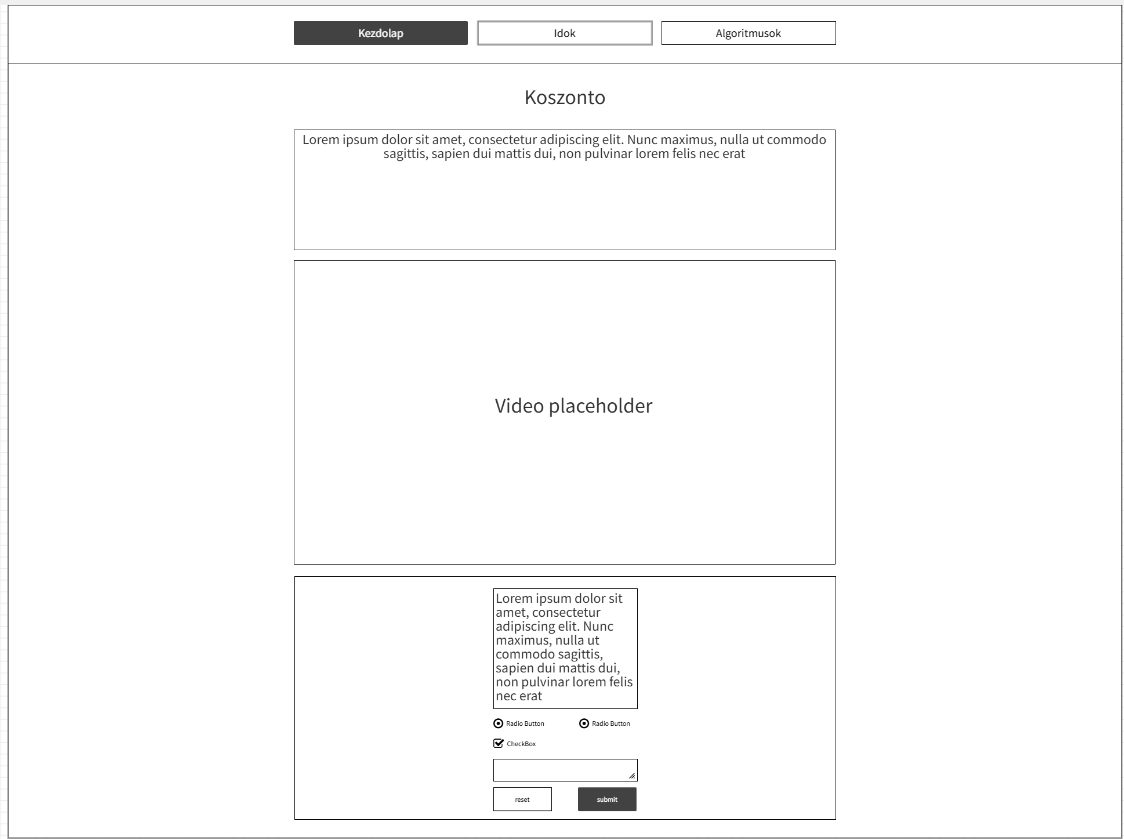 Kezdolap
Idok
Algoritmusok
Koszonto
Lorem ipsum dolor sit amet, consectetur adipiscing elit. Nunc maximus, nulla ut commodo
sagittis, sapien dui mattis dui, non pulvinar lorem felis nec erat
Video placeholder
Lorem ipsum dolor sit
amet, consectetur
adipiscing elit. Nunc
maximus, nulla ut
commodo sagittis,
sapien dui mattis dui,
non pulvinar lorem felis
nec erat
Radio Button
Radio Button
CheckBox
reset
submit